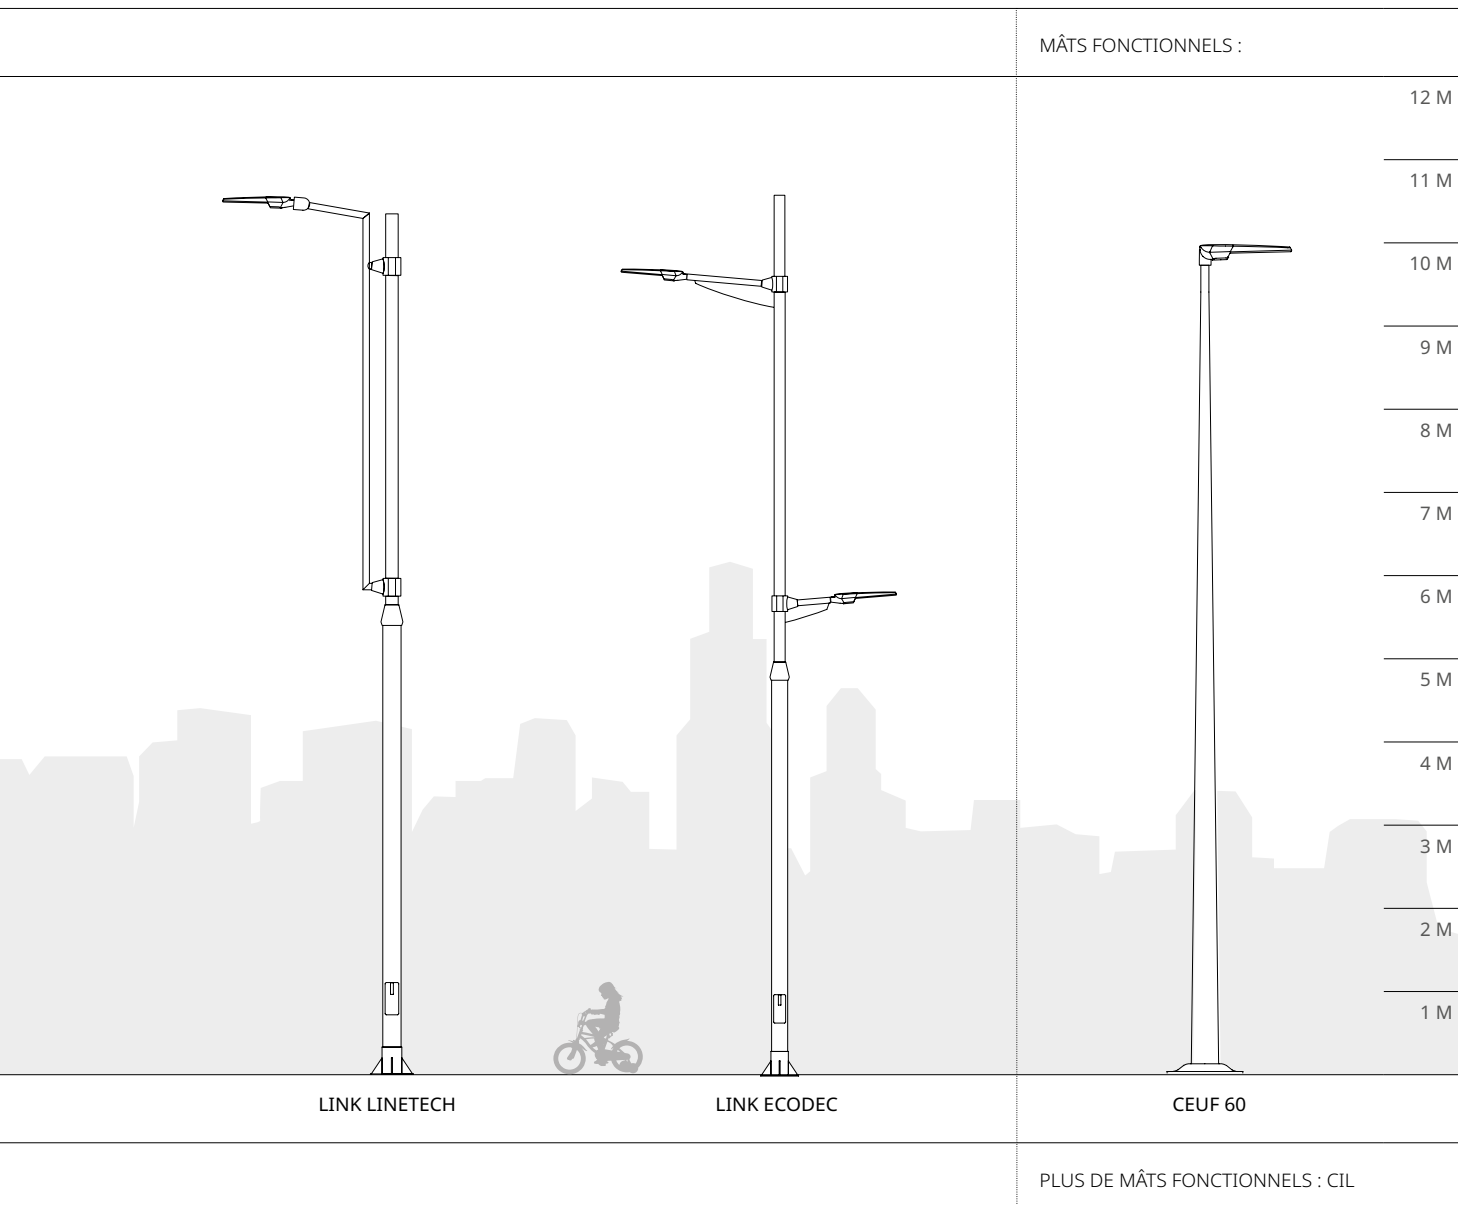 MÂTS FONCTIONNELS :
12 M
11 M
10 M
9 M
8 M
7 M
6 M
5 M
4 M
3 M
2 M
1 M
LINK LINETECH
LINK ECODEC
CEUF 60
PLUS DE MÂTS FONCTIONNELS : CIL